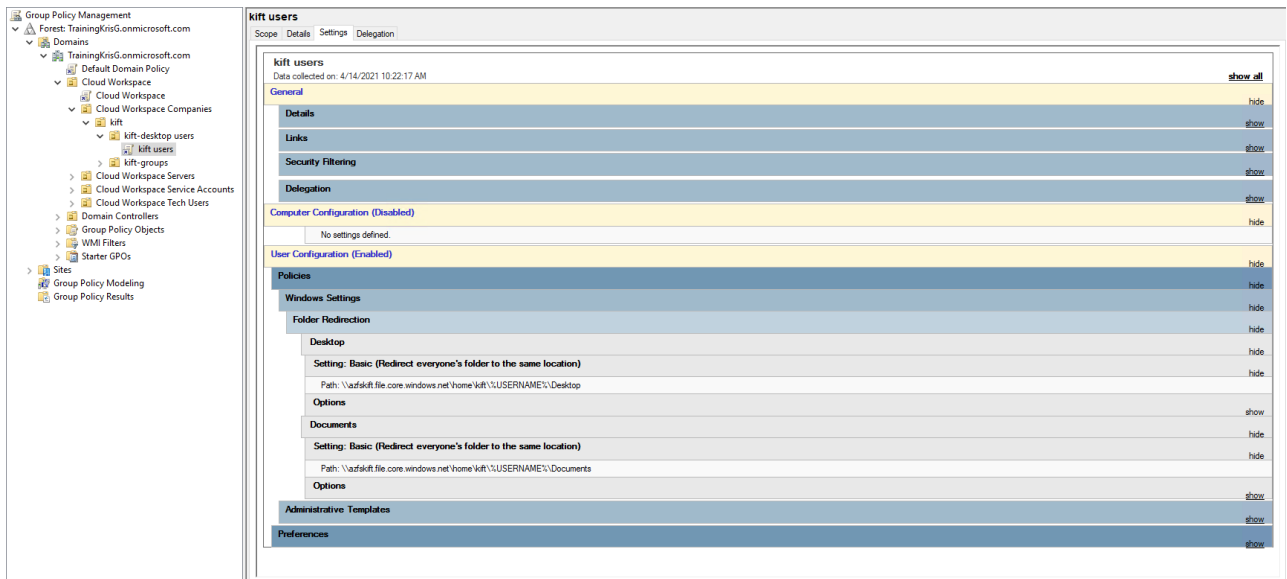 Group Policy Management
Forest: TrainingKrisG.onmicrosoft.com
Domains
TrainingKrisG.onmicrosoft.com
Default Domain Policy
Cloud Workspace
Cloud Workspace
Cloud Workspace Companies
kift
kift-desktop users
kift users
kift-groups
Cloud Workspace Servers
Cloud Workspace Service Accounts
Cloud Workspace Tech Users
Domain Controllers
Group Policy Objects
WMI Filters
Starter GPOs
Sites
Group Policy Modeling
Group Policy Results
kift users
Scope Details Settings Delegation
kift users
Data collected on: 4/14/2021 10:22:17 AM show all
General hide
Details show
Links show
Security Filtering show
Delegation show
Computer Configuration (Disabled) hide
No settings defined.
User Configuration (Enabled) hide
Policies hide
Windows Settings hide
Folder Redirection hide
Desktop hide
Setting: Basic (Redirect everyone's folder to the same location) hide
Path: \\azfskift.file.core.windows.net\home\kift\%USERNAME%\Desktop
Options show
Documents hide
Setting: Basic (Redirect everyone's folder to the same location) hide
Path: \\azfskift.file.core.windows.net\home\kift\%USERNAME%\Documents
Options show
Administrative Templates show
Preferences show